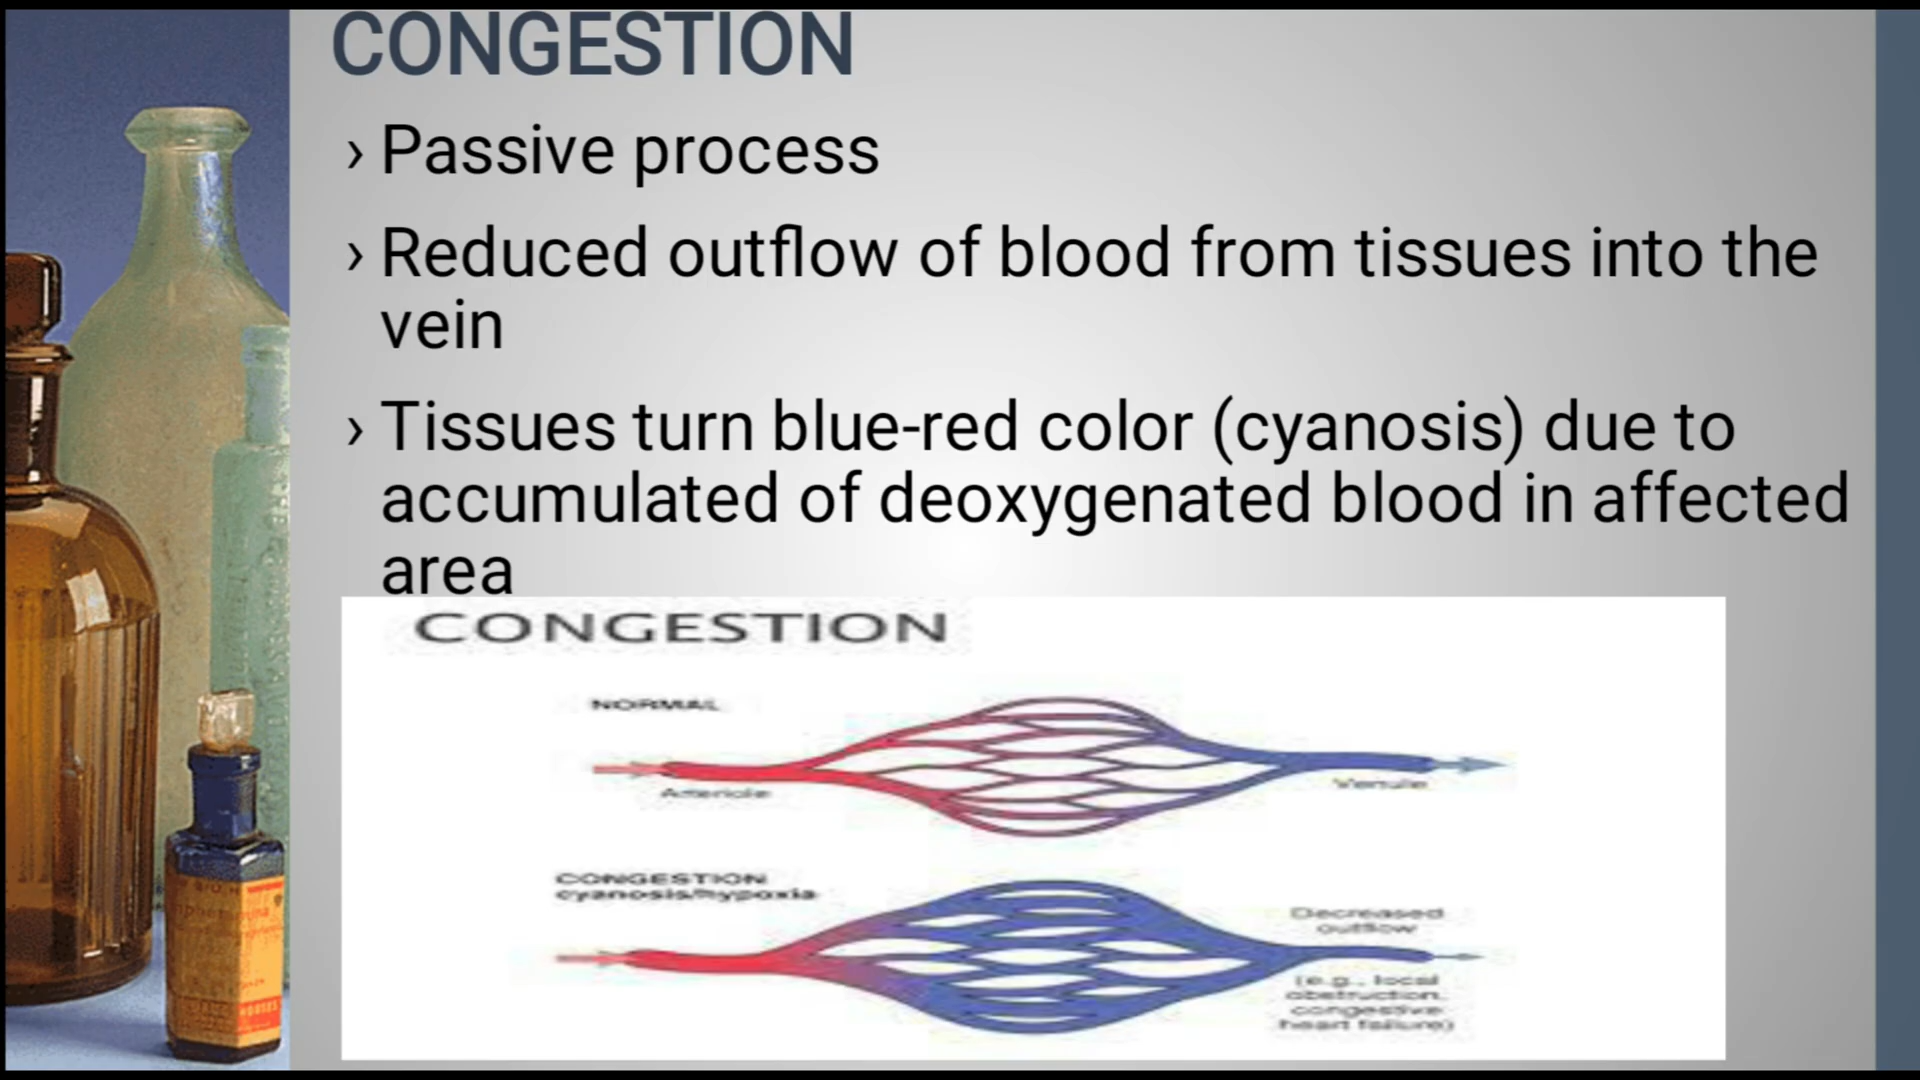 CONGESTION
› Passive process
› Reduced outflow of blood from tissues into the
vein
› Tissues turn blue-red color (cyanosis) due to
accumulated of deoxygenated blood in affected
area
CONGESTION
NORMAL
Arteriole
Venule
CONGESTION
cyanosis/hypoxia
Decreased
outflow
(e.g., local
obstruction,
congestive
heart failure)